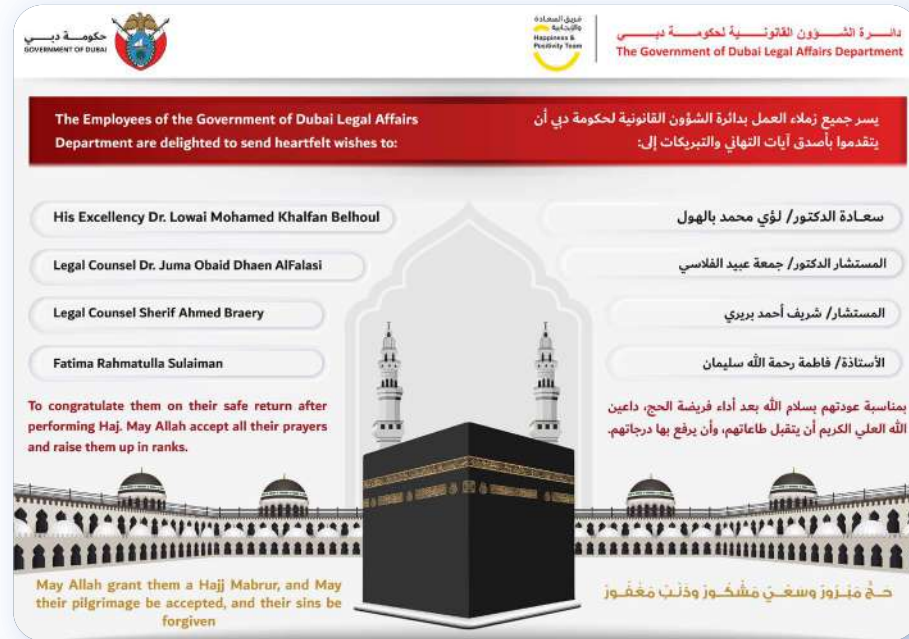 حكومة دبي
GOVERNMENT OF DUBAI
فريق السعادة
والإيجابية
Happiness &
Positivity Team
دائرة الشؤون القانونية لحكومة دبي
The Government of Dubai Legal Affairs Department
The Employees of the Government of Dubai Legal Affairs
Department are delighted to send heartfelt wishes to:
يسر جميع زملاء العمل بدائرة الشؤون القانونية لحكومة دبي أن
يتقدموا بأصدق آيات التهاني والتبريكات إلى:
His Excellency Dr. Lowai Mohamed Khalfan Belhoul
سعادة الدكتور/ لؤي محمد بالهول
Legal Counsel Dr. Juma Obaid Dhaen AlFalasi
المستشار الدكتور/ جمعة عبيد الفلاسي
Legal Counsel Sherif Ahmed Braery
المستشار/ شريف أحمد بريري
Fatima Rahmatulla Sulaiman
الأستاذة/ فاطمة رحمة الله سليمان
To congratulate them on their safe return after
performing Haj. May Allah accept all their prayers
and raise them up in ranks.
بمناسبة عودتهم بسلام الله بعد أداء فريضة الحج، داعين
الله العلي الكريم أن يتقبل طاعاتهم، وأن يرفع بها درجاتهم.
May Allah grant them a Hajj Mabrur, and May
their pilgrimage be accepted, and their sins be
forgiven
حـجٌّ مَبْـرُورٌ وسعـيٌ مَشْكُـورٌ وذَنْبٌ مَغْفُـورٌ